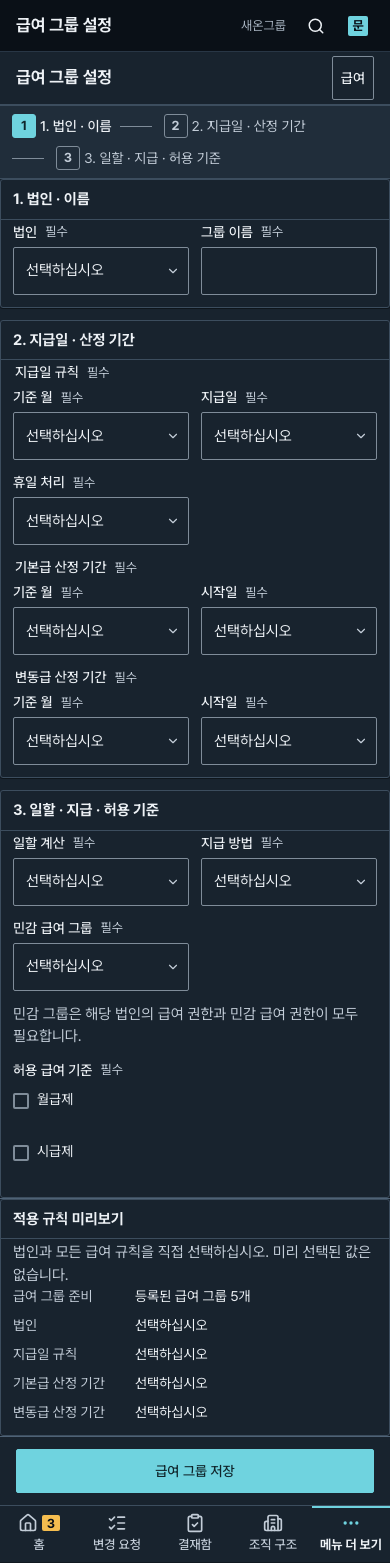 급여 그룹 설정
새온그룹
문
급여 그룹 설정
급여
1 1. 법인 · 이름
2 2. 지급일 · 산정 기간
3 3. 일할 · 지급 · 허용 기준
1. 법인 · 이름
법인 필수
그룹 이름 필수
선택하십시오
2. 지급일 · 산정 기간
지급일 규칙 필수
기준 월 필수
지급일 필수
선택하십시오
선택하십시오
휴일 처리 필수
선택하십시오
기본급 산정 기간 필수
기준 월 필수
시작일 필수
선택하십시오
선택하십시오
변동급 산정 기간 필수
기준 월 필수
시작일 필수
선택하십시오
선택하십시오
3. 일할 · 지급 · 허용 기준
일할 계산 필수
지급 방법 필수
선택하십시오
선택하십시오
민감 급여 그룹 필수
선택하십시오
민감 그룹은 해당 법인의 급여 권한과 민감 급여 권한이 모두
필요합니다.
허용 급여 기준 필수
월급제
시급제
적용 규칙 미리보기
법인과 모든 급여 규칙을 직접 선택하십시오. 미리 선택된 값은
없습니다.
급여 그룹 준비 등록된 급여 그룹 5개
법인 선택하십시오
지급일 규칙 선택하십시오
기본급 산정 기간 선택하십시오
변동급 산정 기간 선택하십시오
급여 그룹 저장
3
홈
변경 요청
결재함
조직 구조
메뉴 더 보기